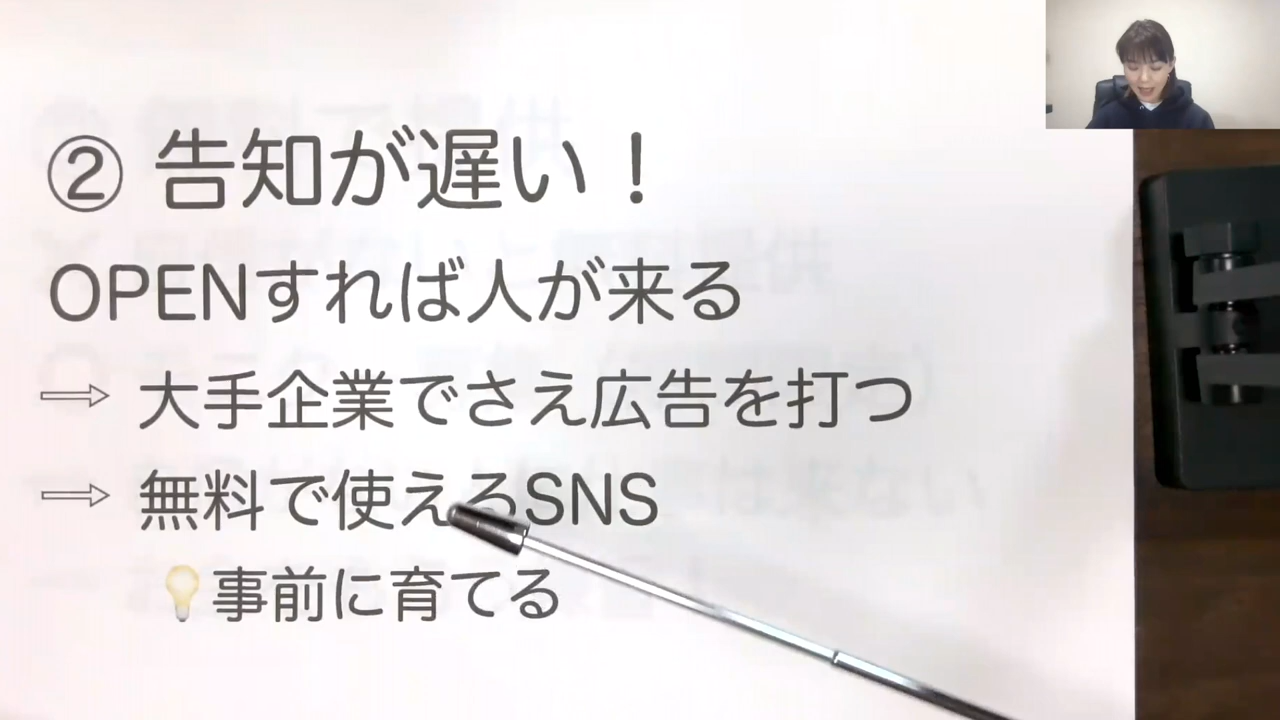 ② 告知が遅い！
OPENすれば人が来る
⇒ 大手企業でさえ広告を打つ
⇒ 無料で使えるSNS
💡事前に育てる